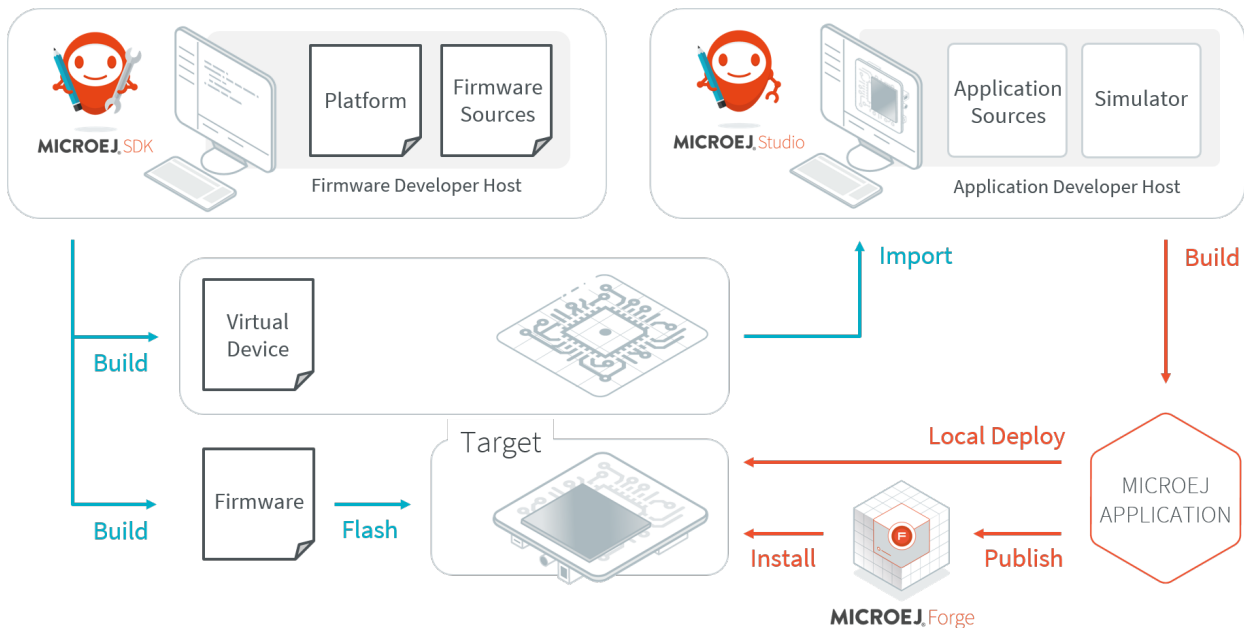 Platform
Firmware
Sources
MICROEJ SDK
Firmware Developer Host
Application
Sources
Simulator
MICROEJ Studio
Application Developer Host
Import
Build
Virtual
Device
Build
Target
Local Deploy
MICROEJ
APPLICATION
Firmware
Build
Flash
Install
F
Publish
MICROEJ Forge